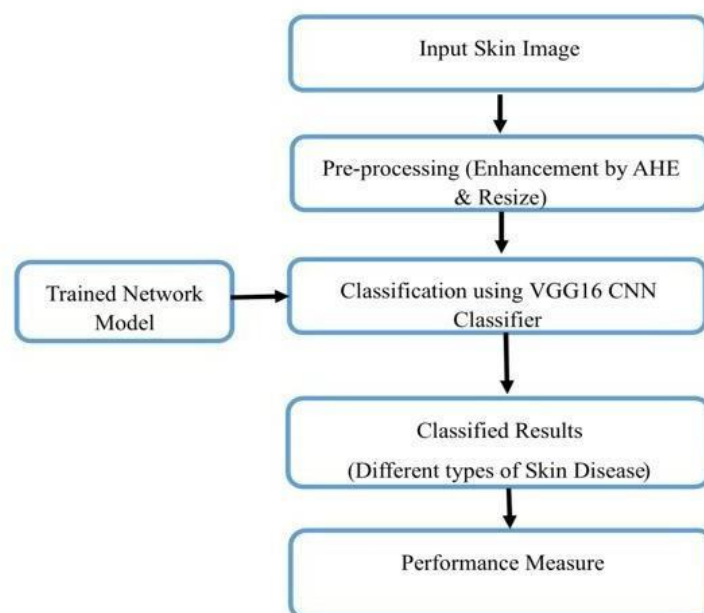 Input Skin Image
Pre-processing (Enhancement by AHE
& Resize)
Trained Network
Model
Classification using VGG16 CNN
Classifier
Classified Results
(Different types of Skin Disease)
Performance Measure